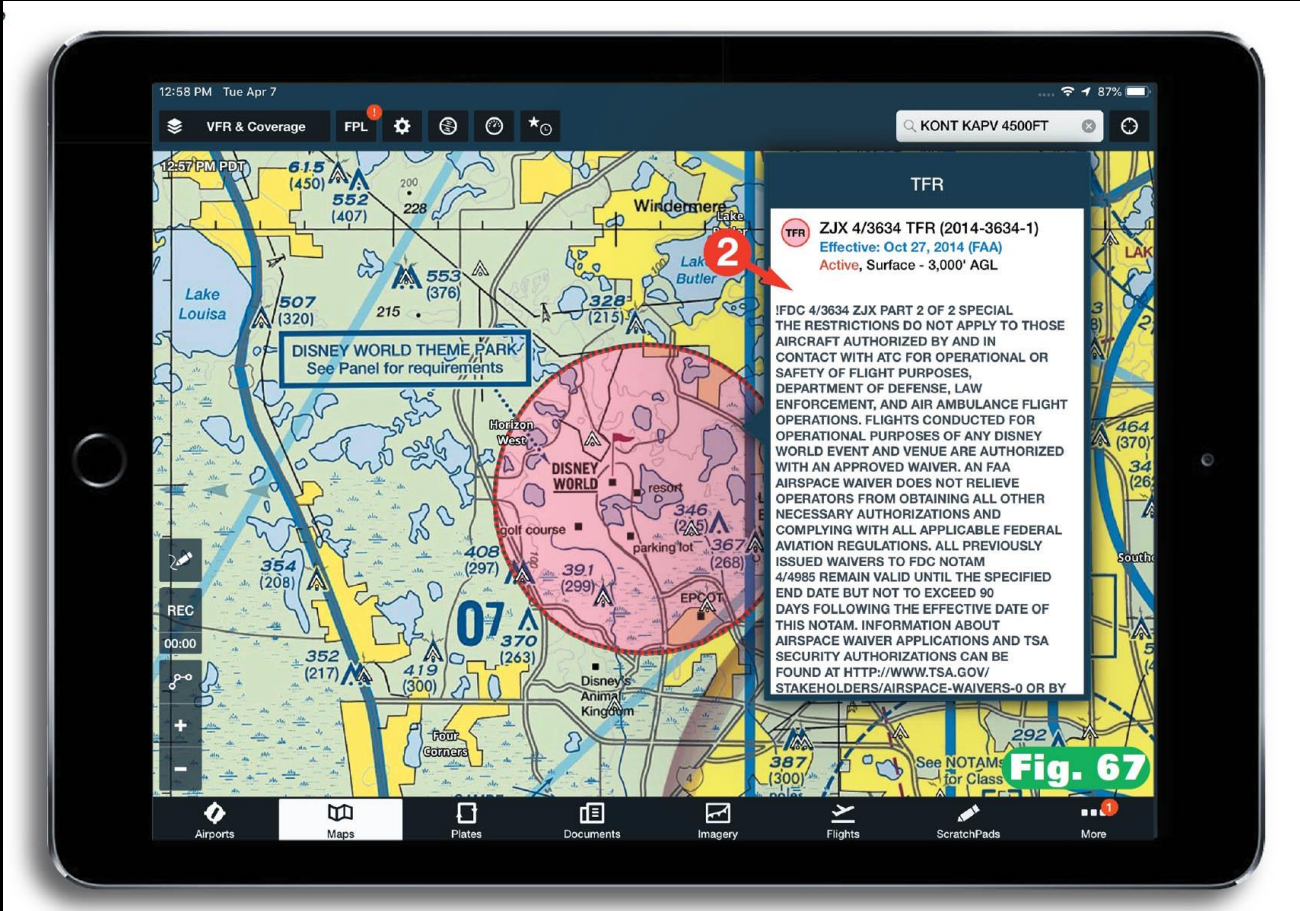 12:58 PM Tue Apr 7
87%
VFR & Coverage
FPL
!
KONT KAPV 4500FT
12:57 PM PDT
615
(450)
552
(407)
200
228
Windermere
Lake
Butler
Lake
Louisa
507
(320)
553
(376)
215
328
(215)
100
DISNEY WORLD THEME PARK
See Panel for requirements
Horizon
West
DISNEY
WORLD
resort
golf course
parking lot
346
367
(268)
408
(297)
391
(299)
EPCOT
354
(208)
07
370
(263)
352
(217)
419
(300)
Disney's
Animal
Kingdom
Four
Corners
4
387
(300)
poles
292
See NOTAMs
for Class
LAK
464
(370)
2
TFR
TFR
ZJX 4/3634 TFR (2014-3634-1)
Effective: Oct 27, 2014 (FAA)
Active, Surface - 3,000' AGL
!FDC 4/3634 ZJX PART 2 OF 2 SPECIAL
THE RESTRICTIONS DO NOT APPLY TO THOSE
AIRCRAFT AUTHORIZED BY AND IN
CONTACT WITH ATC FOR OPERATIONAL OR
SAFETY OF FLIGHT PURPOSES,
DEPARTMENT OF DEFENSE, LAW
ENFORCEMENT, AND AIR AMBULANCE FLIGHT
OPERATIONS. FLIGHTS CONDUCTED FOR
OPERATIONAL PURPOSES OF ANY DISNEY
WORLD EVENT AND VENUE ARE AUTHORIZED
WITH AN APPROVED WAIVER. AN FAA
AIRSPACE WAIVER DOES NOT RELIEVE
OPERATORS FROM OBTAINING ALL OTHER
NECESSARY AUTHORIZATIONS AND
COMPLYING WITH ALL APPLICABLE FEDERAL
AVIATION REGULATIONS. ALL PREVIOUSLY
ISSUED WAIVERS TO FDC NOTAM
4/4985 REMAIN VALID UNTIL THE SPECIFIED
END DATE BUT NOT TO EXCEED 90
DAYS FOLLOWING THE EFFECTIVE DATE OF
THIS NOTAM. INFORMATION ABOUT
AIRSPACE WAIVER APPLICATIONS AND TSA
SECURITY AUTHORIZATIONS CAN BE
FOUND AT HTTP://WWW.TSA.GOV/
STAKEHOLDERS/AIRSPACE-WAIVERS-0 OR BY
REC
00:00
+
-
Fig. 67
Airports
Maps
Plates
Documents
Imagery
Flights
ScratchPads
More
1